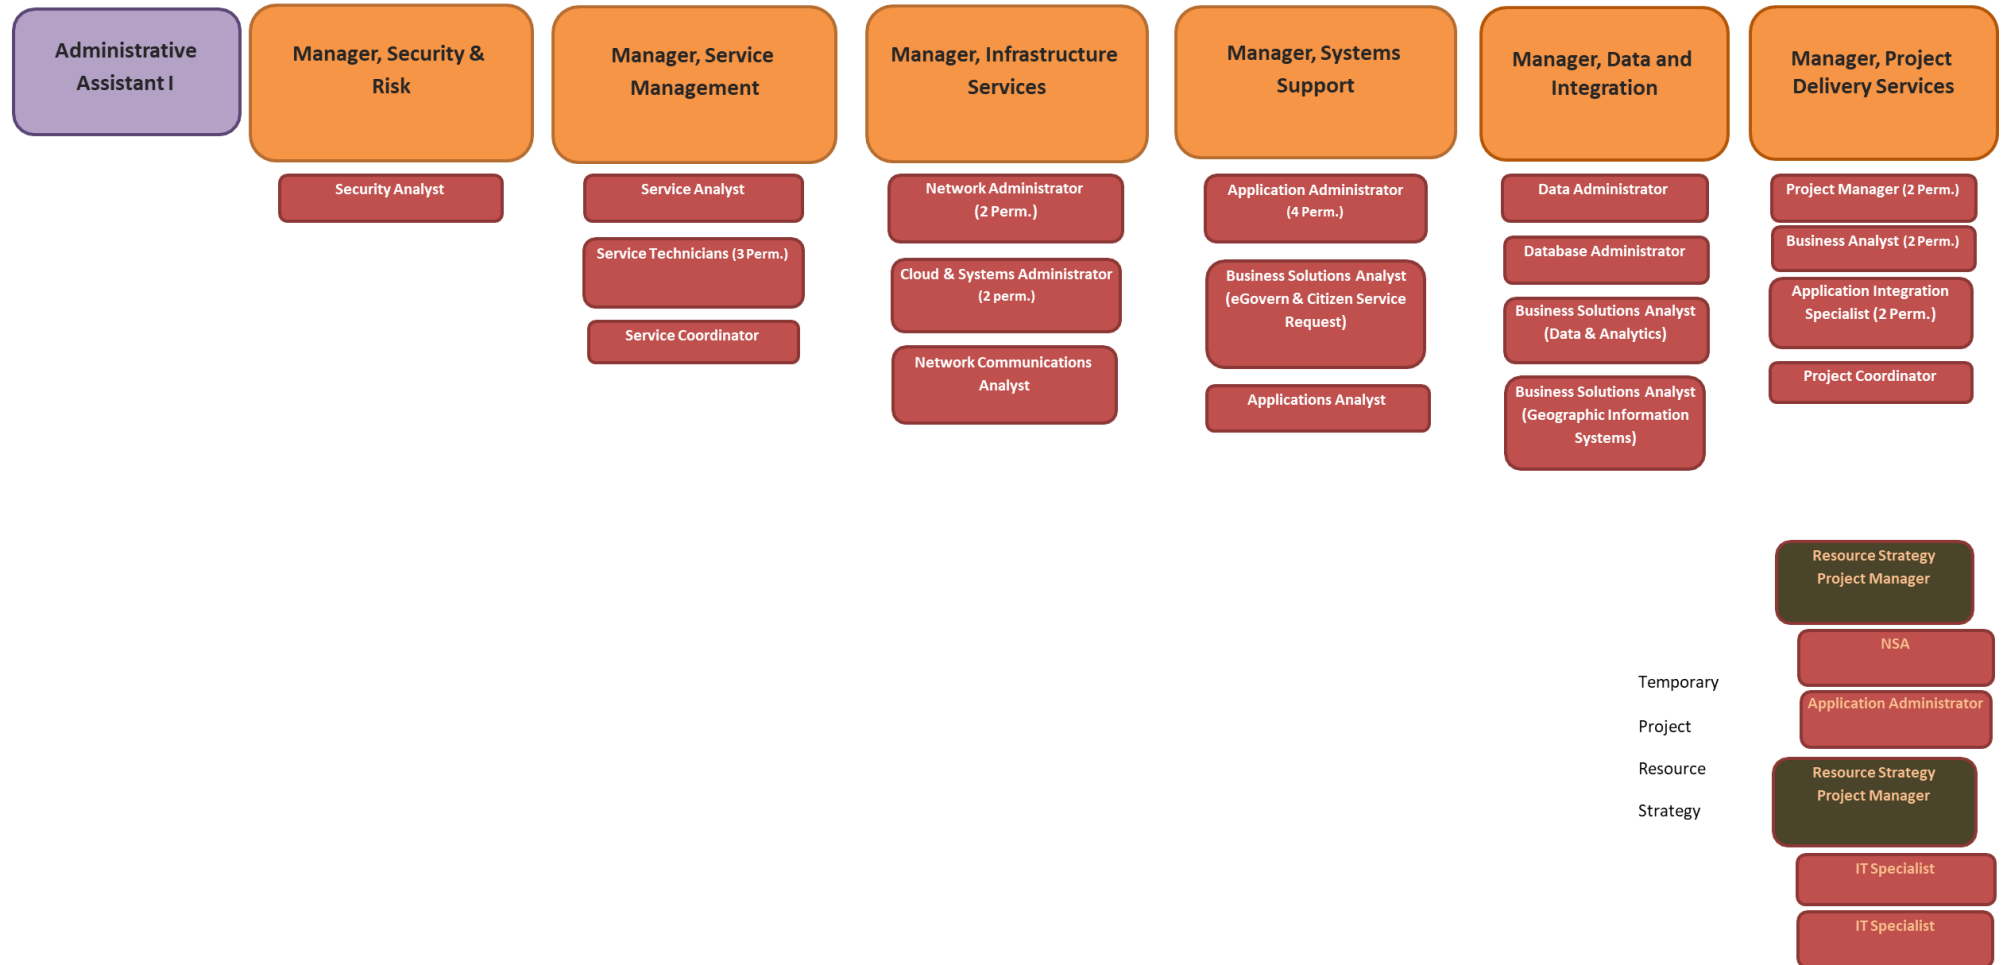 Administrative
Assistant I
Manager, Security &
Risk
Security Analyst
Manager, Service
Management
Service Analyst
Service Technicians (3 Perm.)
Service Coordinator
Manager, Infrastructure
Services
Network Administrator
(2 Perm.)
Cloud & Systems Administrator
(2 perm.)
Network Communications
Analyst
Manager, Systems
Support
Application Administrator
(4 Perm.)
Business Solutions Analyst
(eGovern & Citizen Service
Request)
Applications Analyst
Manager, Data and
Integration
Data Administrator
Database Administrator
Business Solutions Analyst
(Data & Analytics)
Business Solutions Analyst
(Geographic Information
Systems)
Manager, Project
Delivery Services
Project Manager (2 Perm.)
Business Analyst (2 Perm.)
Application Integration
Specialist (2 Perm.)
Project Coordinator
Temporary
Project
Resource
Strategy
Resource Strategy
Project Manager
NSA
Application Administrator
Resource Strategy
Project Manager
IT Specialist
IT Specialist